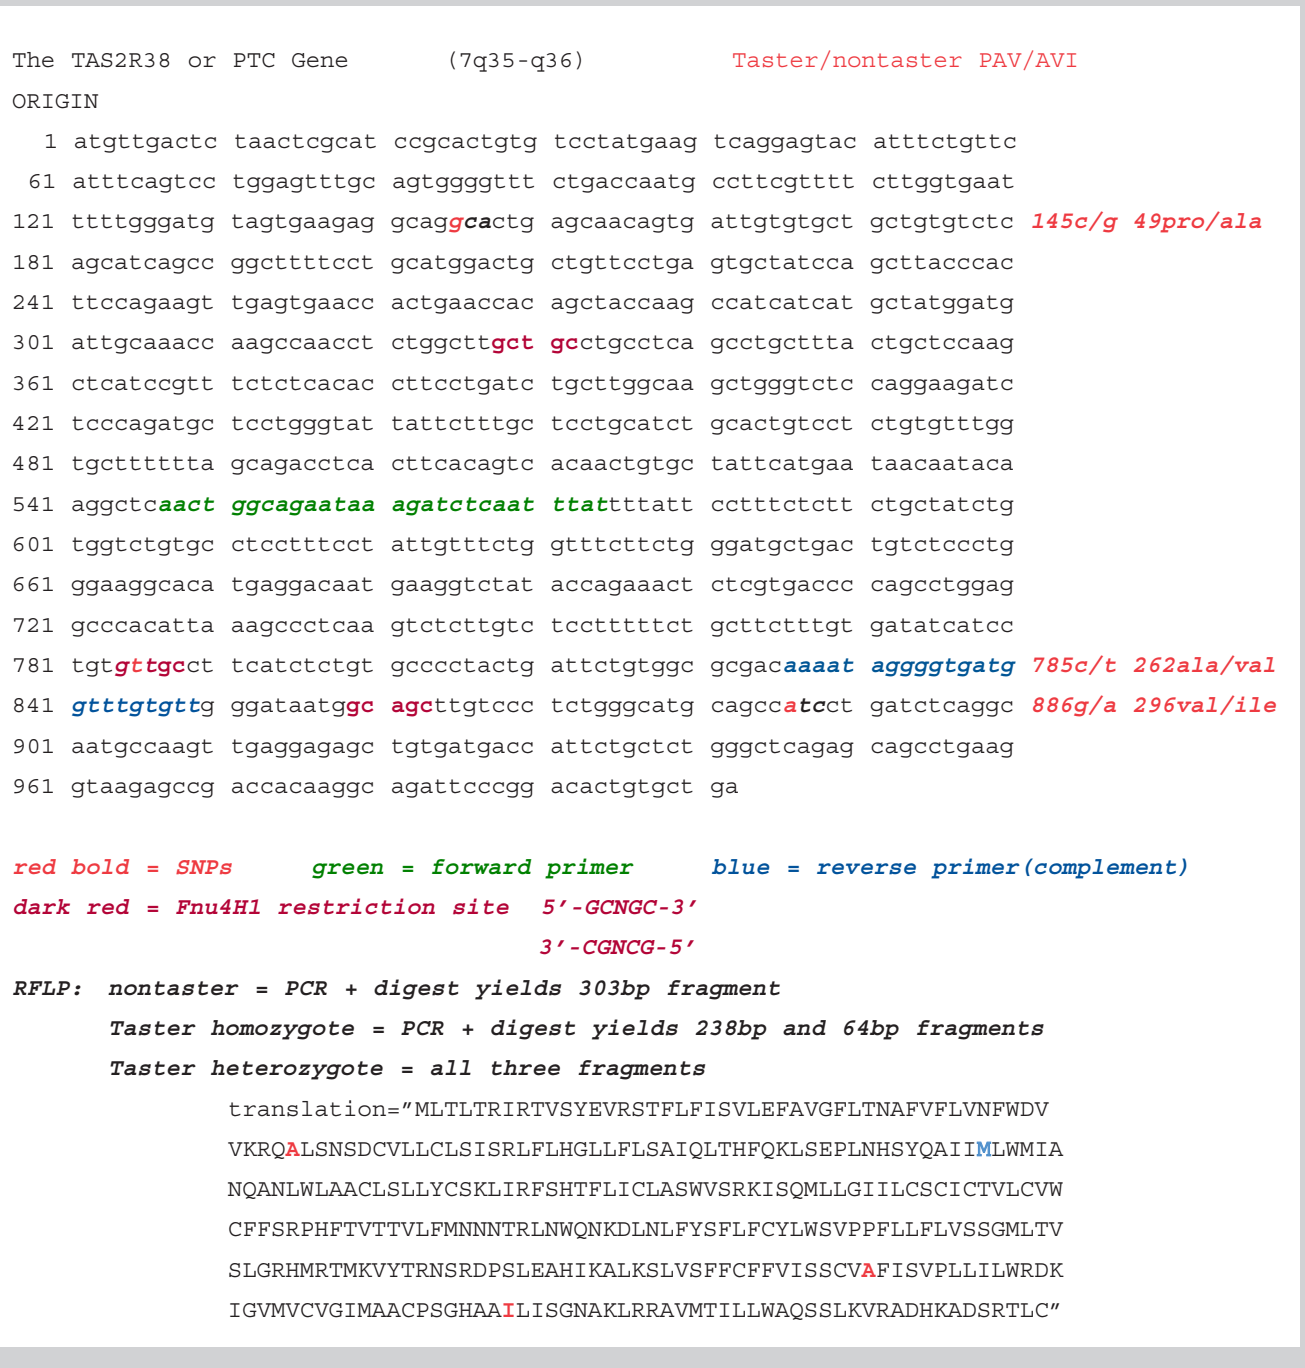 The TAS2R38 or PTC Gene (7q35-q36) Taster/nontaster PAV/AVI
ORIGIN
1 atgttgactc taactcgcat ccgcactgtg tcctatgaag tcaggagtac atttctgttc
61 atttcagtcc tggagtttgc agtggggttt ctgaccaatg ccttcgtttt cttggtgaat
121 ttttgggatg tagtgaagag gcaggcactg agcaacagtg attgtgtgct gctgtgtctc 145c/g 49pro/ala
181 agcatcagcc ggcttttcct gcatggactg ctgttcctga gtgctatcca gcttacccac
241 ttccagaagt tgagtgaacc actgaaccac agctaccaag ccatcatcat gctatggatg
301 attgcaaacc aagccaacct ctggcttgct gcctgcctca gcctgcttta ctgctccaag
361 ctcatccgtt tctctcacac cttcctgatc tgcttggcaa gctgggtctc caggaagatc
421 tcccagatgc tcctgggtat tattctttgc tcctgcatct gcactgtcct ctgtgtttgg
481 tgctttttta gcagacctca cttcacagtc acaactgtgc tattcatgaa taacaataca
541 aggctcaact ggcagaataa agatctcaat ttatttttatt cctttctctt ctgctatctg
601 tggtctgtgc ctcctttcct attgtttctg gtttcttctg ggatgctgac tgtctccctg
661 ggaaggcaca tgaggacaat gaaggtctat accagaaact ctcgtgaccc cagcctggag
721 gcccacatta aagccctcaa gtctcttgtc tcctttttct gcttctttgt gatatcatcc
781 tgtgttgcct tcatctctgt gcccctactg attctgtggc gcgacaaaat aggggtgatg 785c/t 262ala/val
841 gtttgtgttg ggataatggc agcttgtccc tctgggcatg cagccatcct gatctcaggc 886g/a 296val/ile
901 aatgccaagt tgaggagagc tgtgatgacc attctgctct gggctcagag cagcctgaag
961 gtaagagccg accacaaggc agattcccgg acactgtgct ga
red bold = SNPs green = forward primer blue = reverse primer(complement)
dark red = Fnu4H1 restriction site 5’-GCNGC-3’
3’-CGNCG-5’
RFLP: nontaster = PCR + digest yields 303bp fragment
Taster homozygote = PCR + digest yields 238bp and 64bp fragments
Taster heterozygote = all three fragments
translation=”MLTLTRIRTVSYEVRSTFLFISVLEFAVGFLTNAFVFLVNFWDV
VKRQALSNSDCVLLCLSISRLFLHGLLFLSAIQLTHFQKLSEPLNHSYQAIIMLWMIA
NQANLWLAACLSLLYCSKLIRFSHTFLICLASWVSRKISQMLLGIILCSCICTVLCVW
CFFSRPHFTVTTVLFMNNNTRLNWQNKDLNLFYSFLFCYLWSVPPFLLFLVSSGMLTV
SLGRHMRTMKVYTRNSRDPSLEAHIKALKSLVSFFCFFVISSCVAFISVPLLILWRDK
IGVMVCVGIMAACPSGHAAILISGNAKLRRAVMTILLWAQSSLKVRADHKADSRTLC”